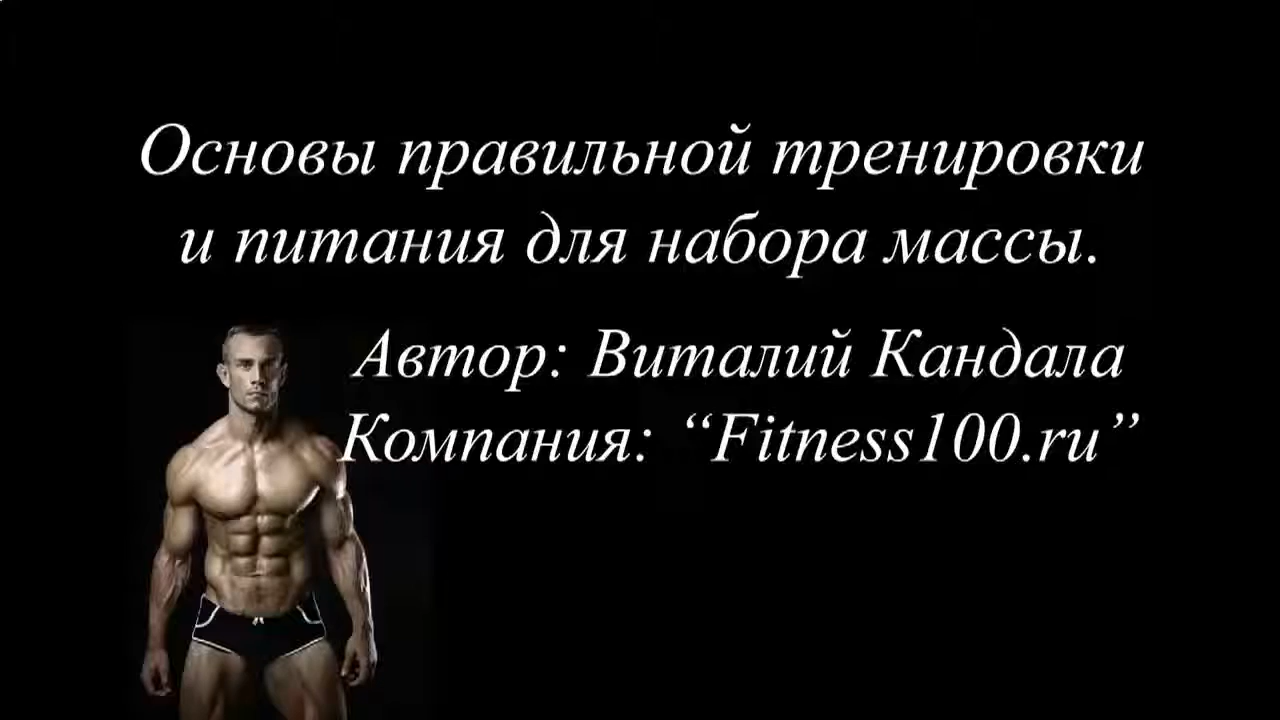 Основы правильной тренировки
и питания для набора массы.
Автор: Виталий Кандала
Компания: “Fitness100.ru”